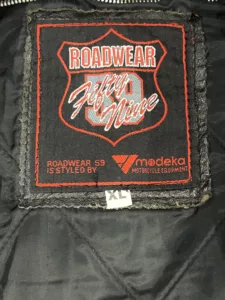 ROADWEAR
59
Fifty
Nine
ROADWEAR 59
IS STYLED BY
modeka
MOTORCYCLE EQUIPMENT
XL